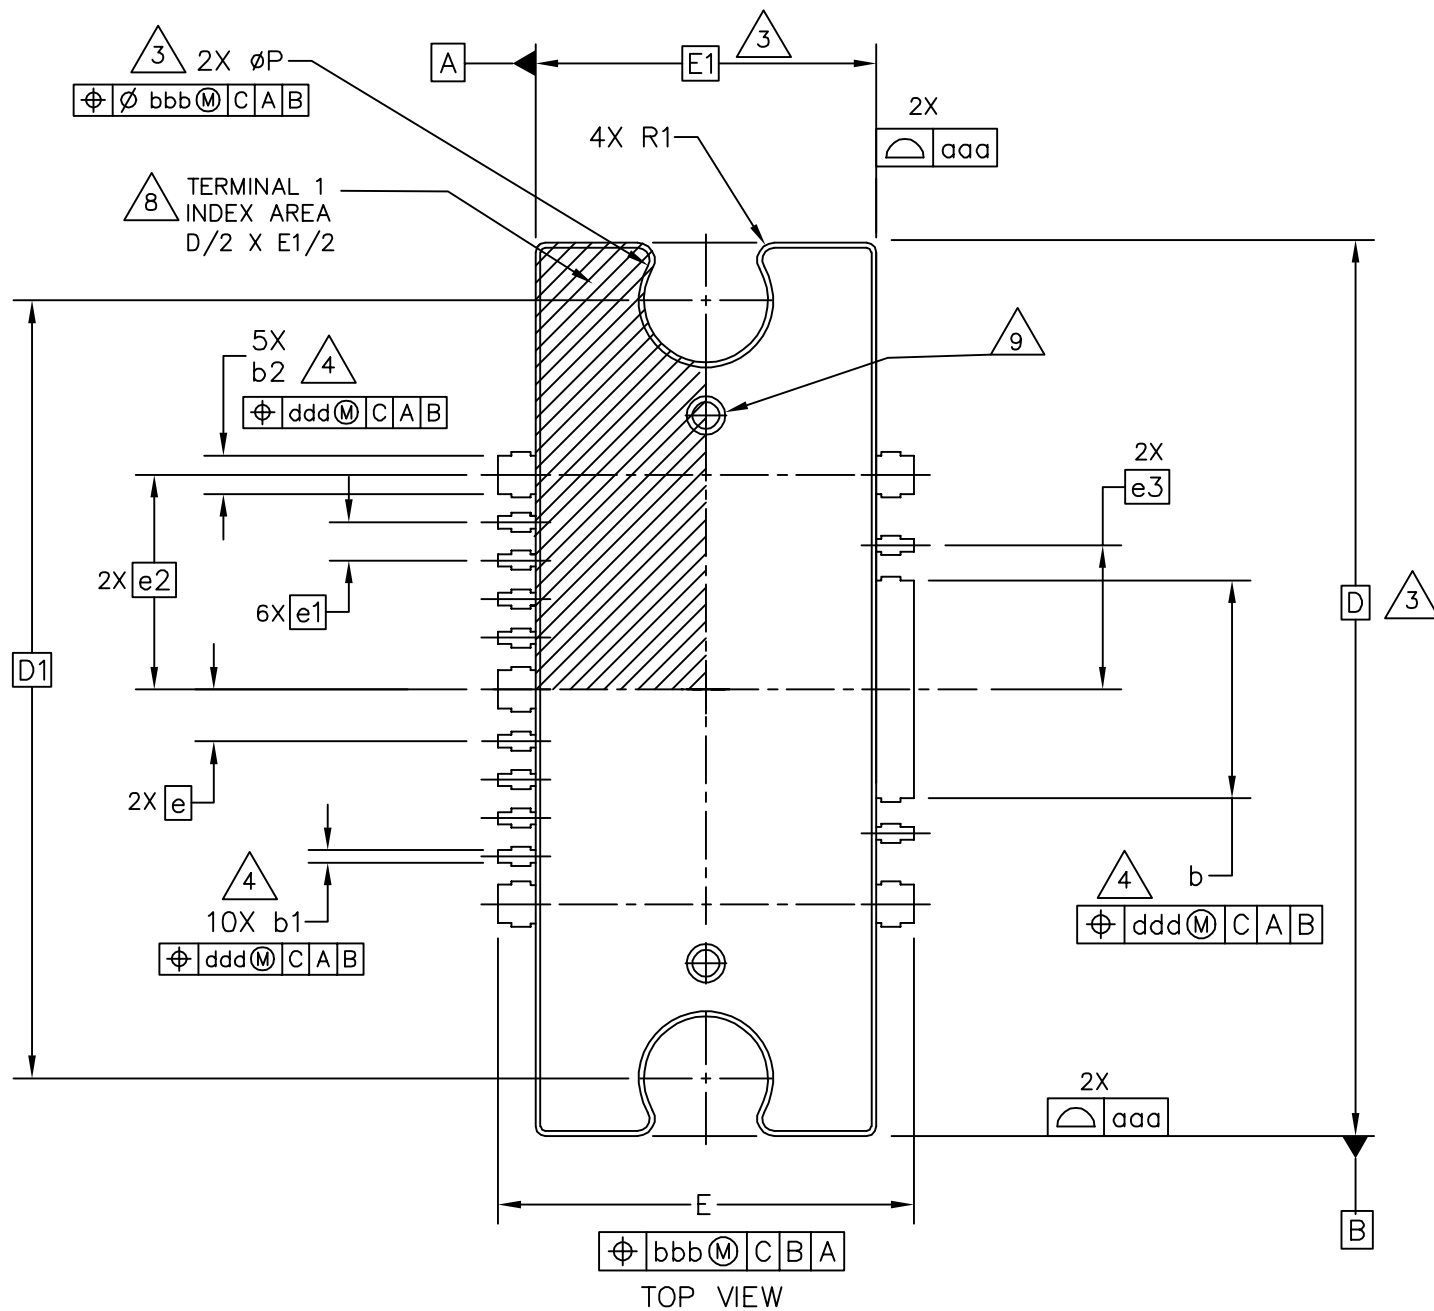 3
2X ØP
⌖ Ø bbb Ⓜ C A B
A
E1
3
2X
⌓ aaa
4X R1
8
TERMINAL 1
INDEX AREA
D/2 X E1/2
5X
b2
4
⌖ ddd Ⓜ C A B
9
2X
e3
2X e2
6X e1
D
3
D1
2X e
4
10X b1
⌖ ddd Ⓜ C A B
4
b
⌖ ddd Ⓜ C A B
2X
⌓ aaa
E
⌖ bbb Ⓜ C B A
B
TOP VIEW